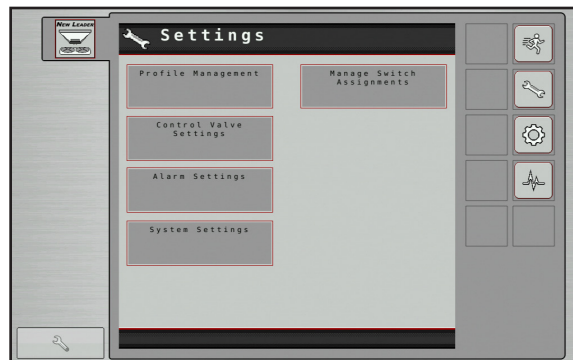 NEW LEADER
Settings
Profile Management
Manage Switch
Assignments
Control Valve
Settings
Alarm Settings
System Settings